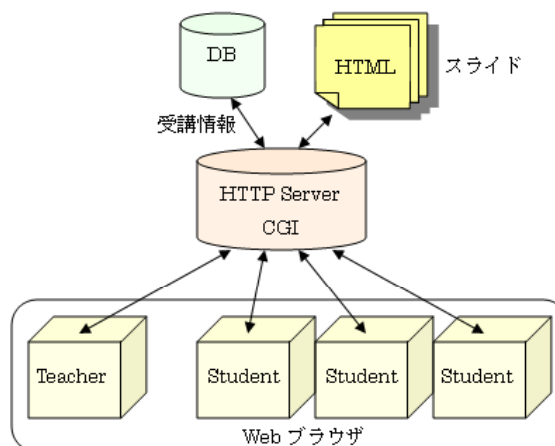 DB
HTML
スライド
受講情報
HTTP Server
CGI
Teacher
Student
Student
Student
Web ブラウザ